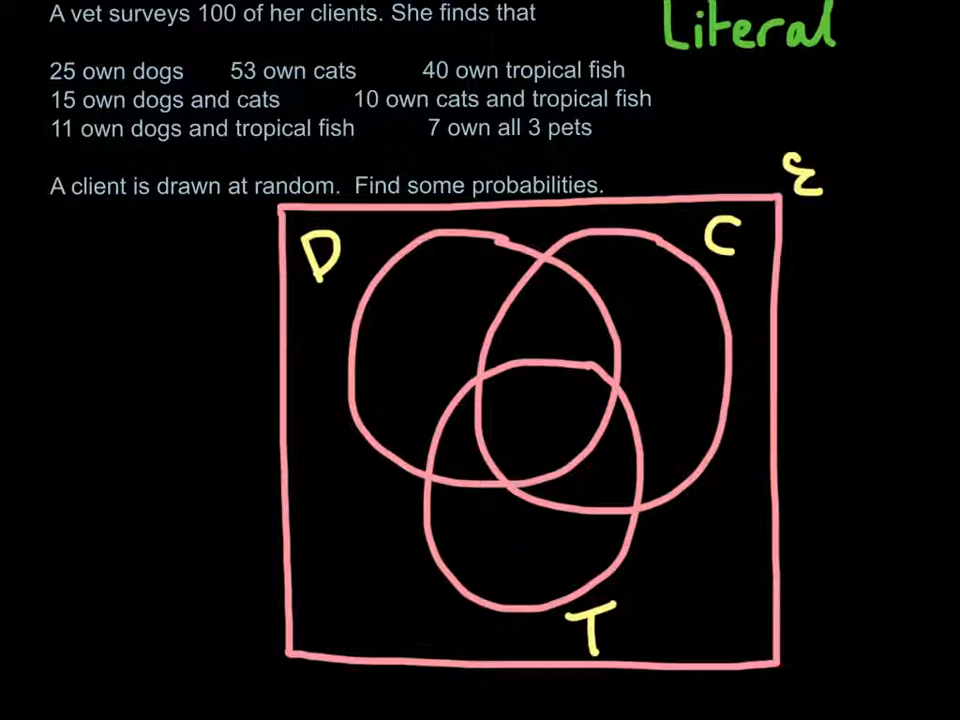 A vet surveys 100 of her clients. She finds that
Literal
25 own dogs 53 own cats 40 own tropical fish
15 own dogs and cats 10 own cats and tropical fish
11 own dogs and tropical fish 7 own all 3 pets
A client is drawn at random. Find some probabilities.
ℰ
D
C
T